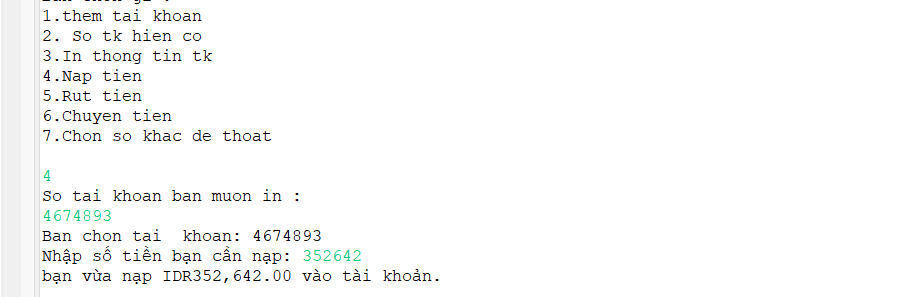 1.them tai khoan
2. So tk hien co
3.In thong tin tk
4.Nap tien
5.Rut tien
6.Chuyen tien
7.Chon so khac de thoat
4
So tai khoan ban muon in :
4674893
Ban chon tai  khoan: 4674893
Nhập số tiền bạn cần nạp: 352642
bạn vừa nạp IDR352,642.00 vào tài khoản.